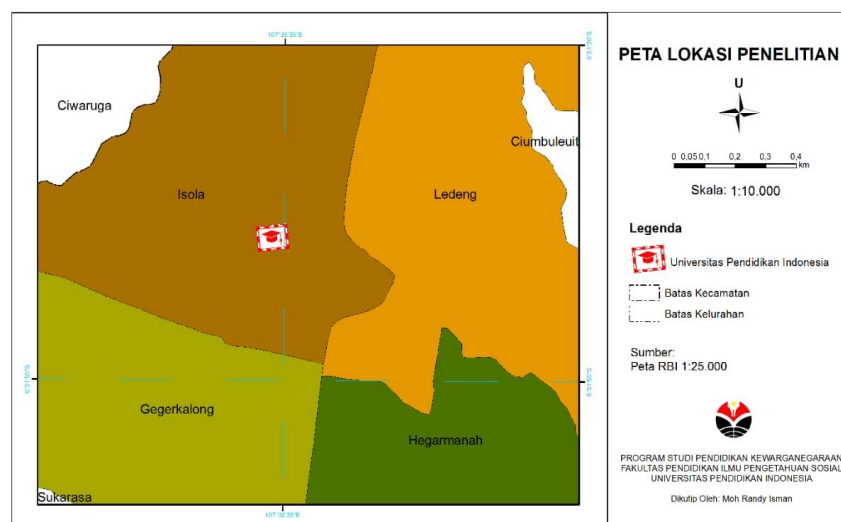 PETA LOKASI PENELITIAN
U
0 0,05 0,1 0,2 0,3 0,4
km
Skala: 1:10.000
Legenda
Universitas Pendidikan Indonesia
Batas Kecamatan
Batas Kelurahan
Sumber:
Peta RBI 1:25.000
PROGRAM STUDI PENDIDIKAN KEWARGANEGARAAN
FAKULTAS PENDIDIKAN ILMU PENGETAHUAN SOSIAL
UNIVERSITAS PENDIDIKAN INDONESIA
Dikutip Oleh: Moh Randy Isman
107°35'35"E
Ciwaruga
Ciumbuleuit
Isola
Ledeng
Gegerkalong
Hegarmanah
Sukarasa
107°35'35"E